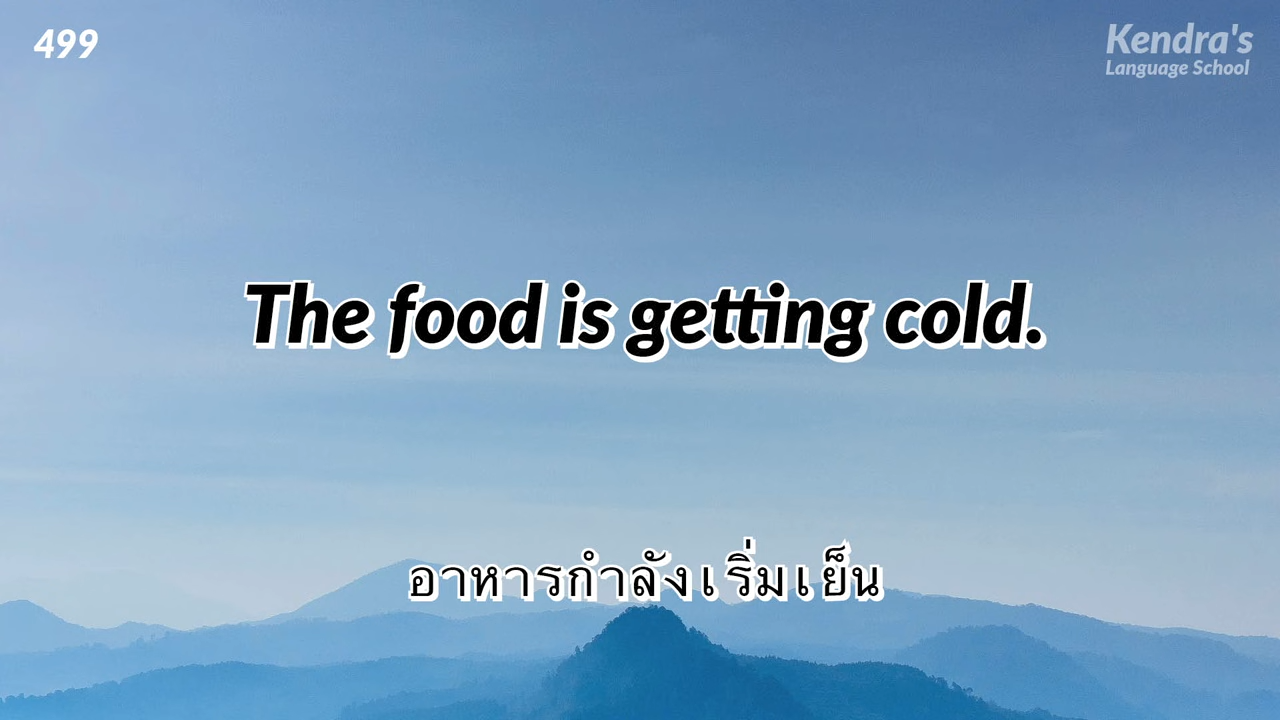 499
Kendra's
Language School
The food is getting cold.
อาหารกำลังเริ่มเย็น